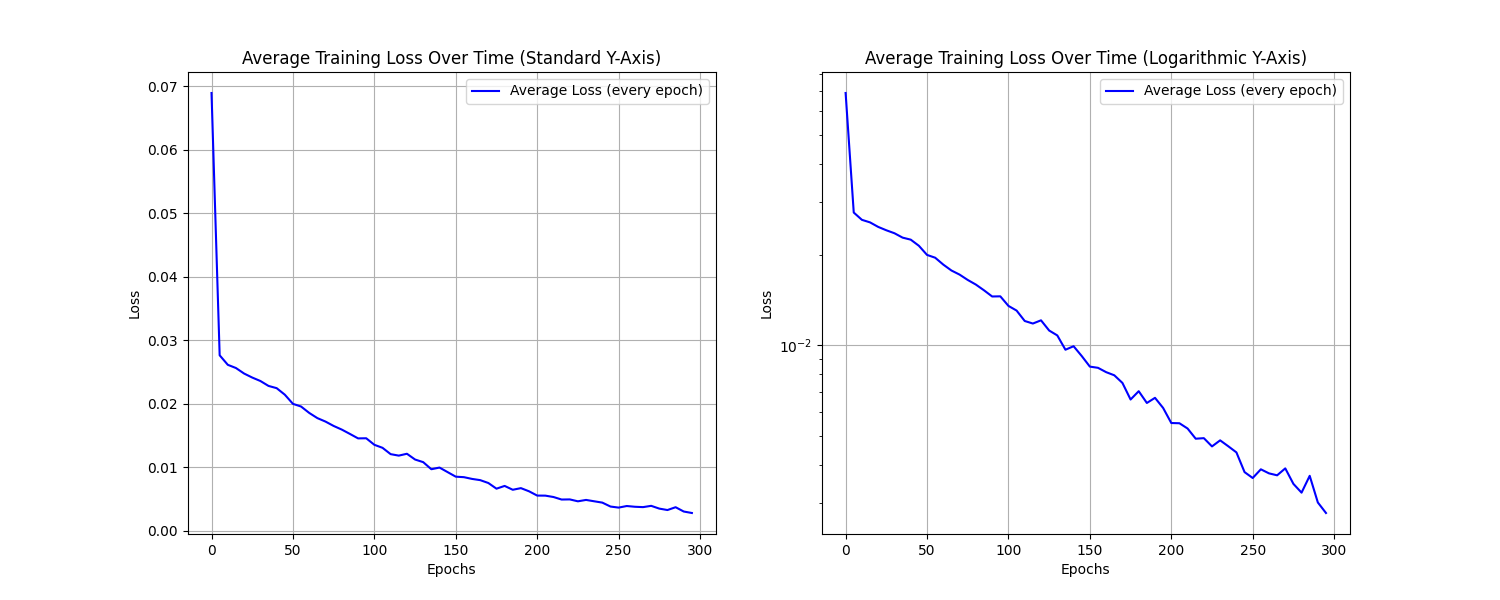 Average Training Loss Over Time (Standard Y-Axis)
Average Loss (every epoch)
0.07
0.06
0.05
0.04
0.03
0.02
0.01
0.00
Loss
0 50 100 150 200 250 300
Epochs
Average Training Loss Over Time (Logarithmic Y-Axis)
Average Loss (every epoch)
10⁻²
Loss
0 50 100 150 200 250 300
Epochs